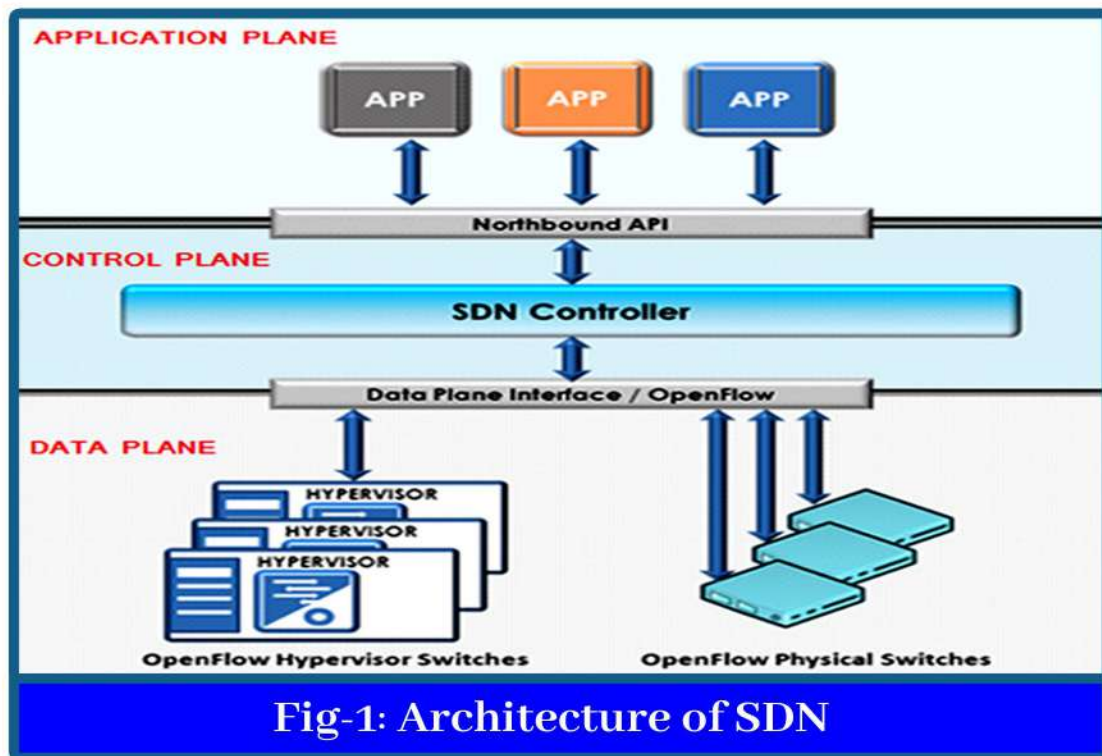 APPLICATION PLANE
APP
APP
APP
Northbound API
CONTROL PLANE
SDN Controller
Data Plane Interface / OpenFlow
DATA PLANE
HYPERVISOR
HYPERVISOR
HYPERVISOR
OpenFlow Hypervisor Switches
OpenFlow Physical Switches
Fig-1: Architecture of SDN